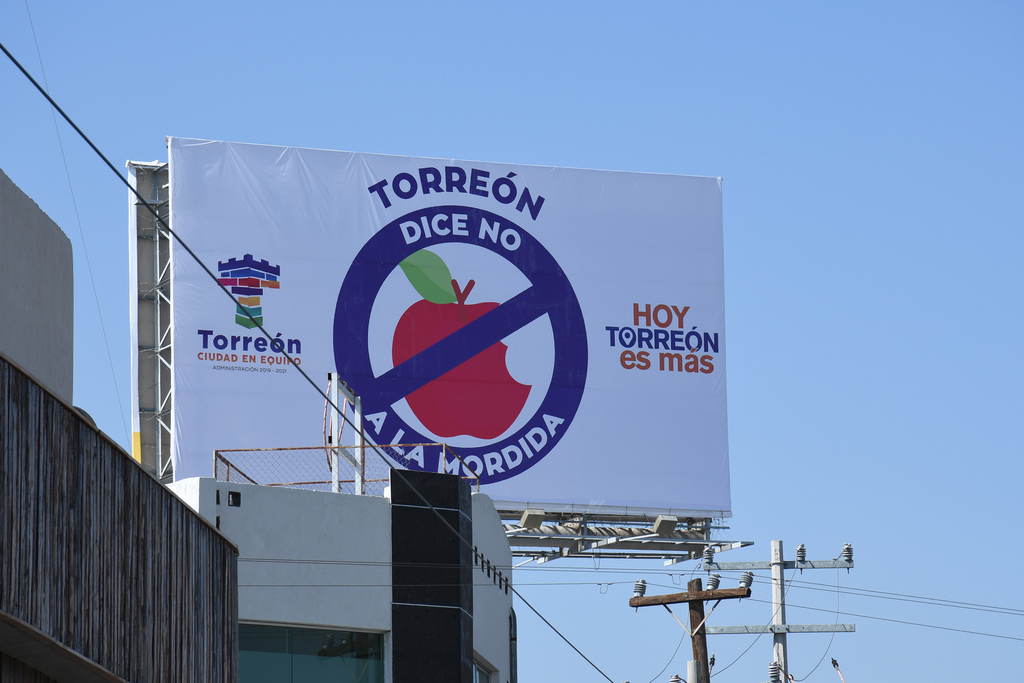 TORREÓN
DICE NO
A LA MORDIDA
Torreón
CIUDAD EN EQUIPO
ADMINISTRACIÓN 2019 - 2021
HOY
TORREÓN
es más